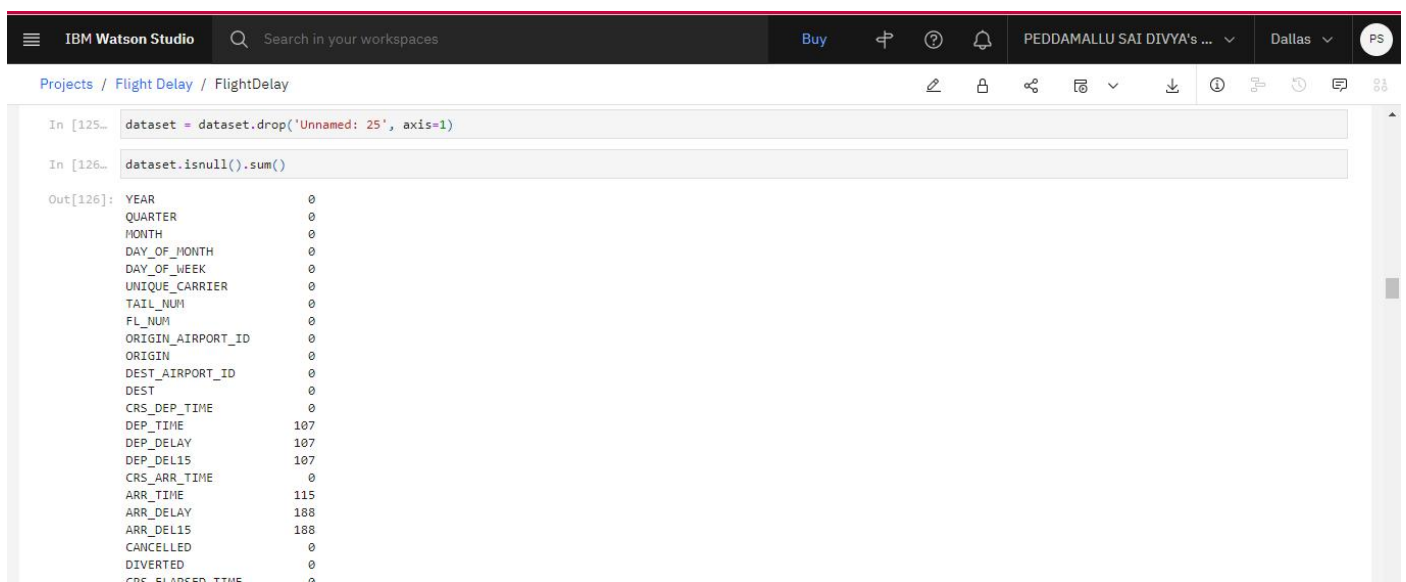 IBM Watson Studio Search in your workspaces Buy PEDDAMALLU SAI DIVYA's ... Dallas PS
Projects / Flight Delay / FlightDelay
In [125… dataset = dataset.drop('Unnamed: 25', axis=1)
In [126… dataset.isnull().sum()
Out[126]: YEAR 0
QUARTER 0
MONTH 0
DAY_OF_MONTH 0
DAY_OF_WEEK 0
UNIQUE_CARRIER 0
TAIL_NUM 0
FL_NUM 0
ORIGIN_AIRPORT_ID 0
ORIGIN 0
DEST_AIRPORT_ID 0
DEST 0
CRS_DEP_TIME 0
DEP_TIME 107
DEP_DELAY 107
DEP_DEL15 107
CRS_ARR_TIME 0
ARR_TIME 115
ARR_DELAY 188
ARR_DEL15 188
CANCELLED 0
DIVERTED 0
CRS_ELAPSED_TIME 0